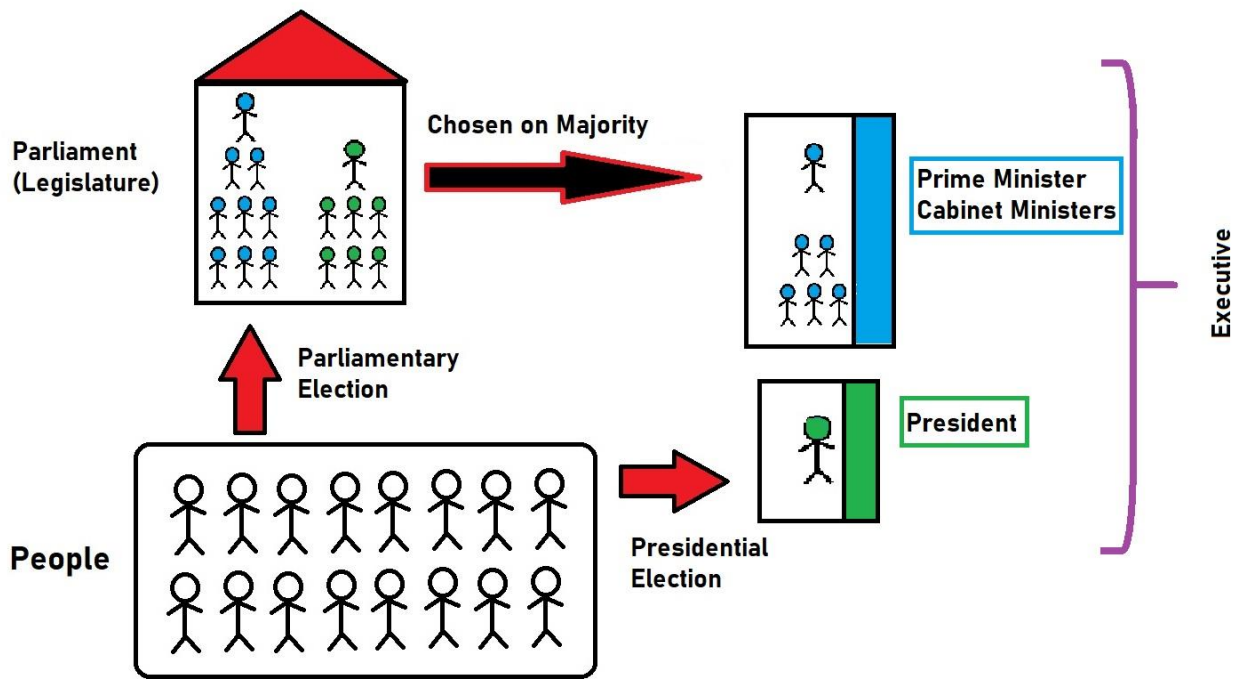 Parliament
(Legislature)
Chosen on Majority
Prime Minister
Cabinet Ministers
Executive
Parliamentary
Election
President
People
Presidential
Election